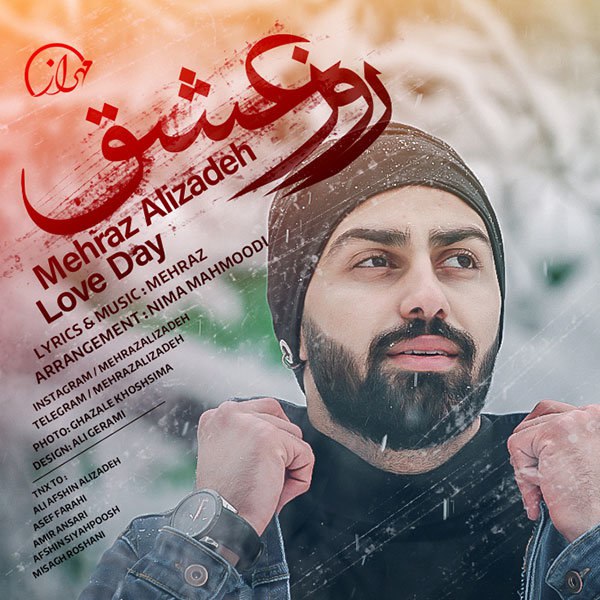 مهراز
روز عشق
Mehraz Alizadeh
Love Day
LYRICS & MUSIC : MEHRAZ
ARRANGEMENT : NIMA MAHMOODI
INSTAGRAM / MEHRAZALIZADEH
TELEGRAM / MEHRAZALIZADEH
PHOTO: GHAZALE KHOSHSIMA
DESIGN: ALI GERAMI
TNX TO :
ALI AFSHIN ALIZADEH
ASEF FARAHI
AMIR ANSARI
AFSHIN SIYAHPOOSH
MISAGH ROSHANI